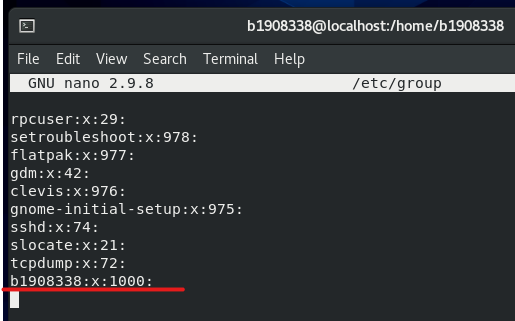 b1908338@localhost:/home/b1908338
File Edit View Search Terminal Help
GNU nano 2.9.8 /etc/group
rpcuser:x:29:
setroubleshoot:x:978:
flatpak:x:977:
gdm:x:42:
clevis:x:976:
gnome-initial-setup:x:975:
sshd:x:74:
slocate:x:21:
tcpdump:x:72:
b1908338:x:1000: